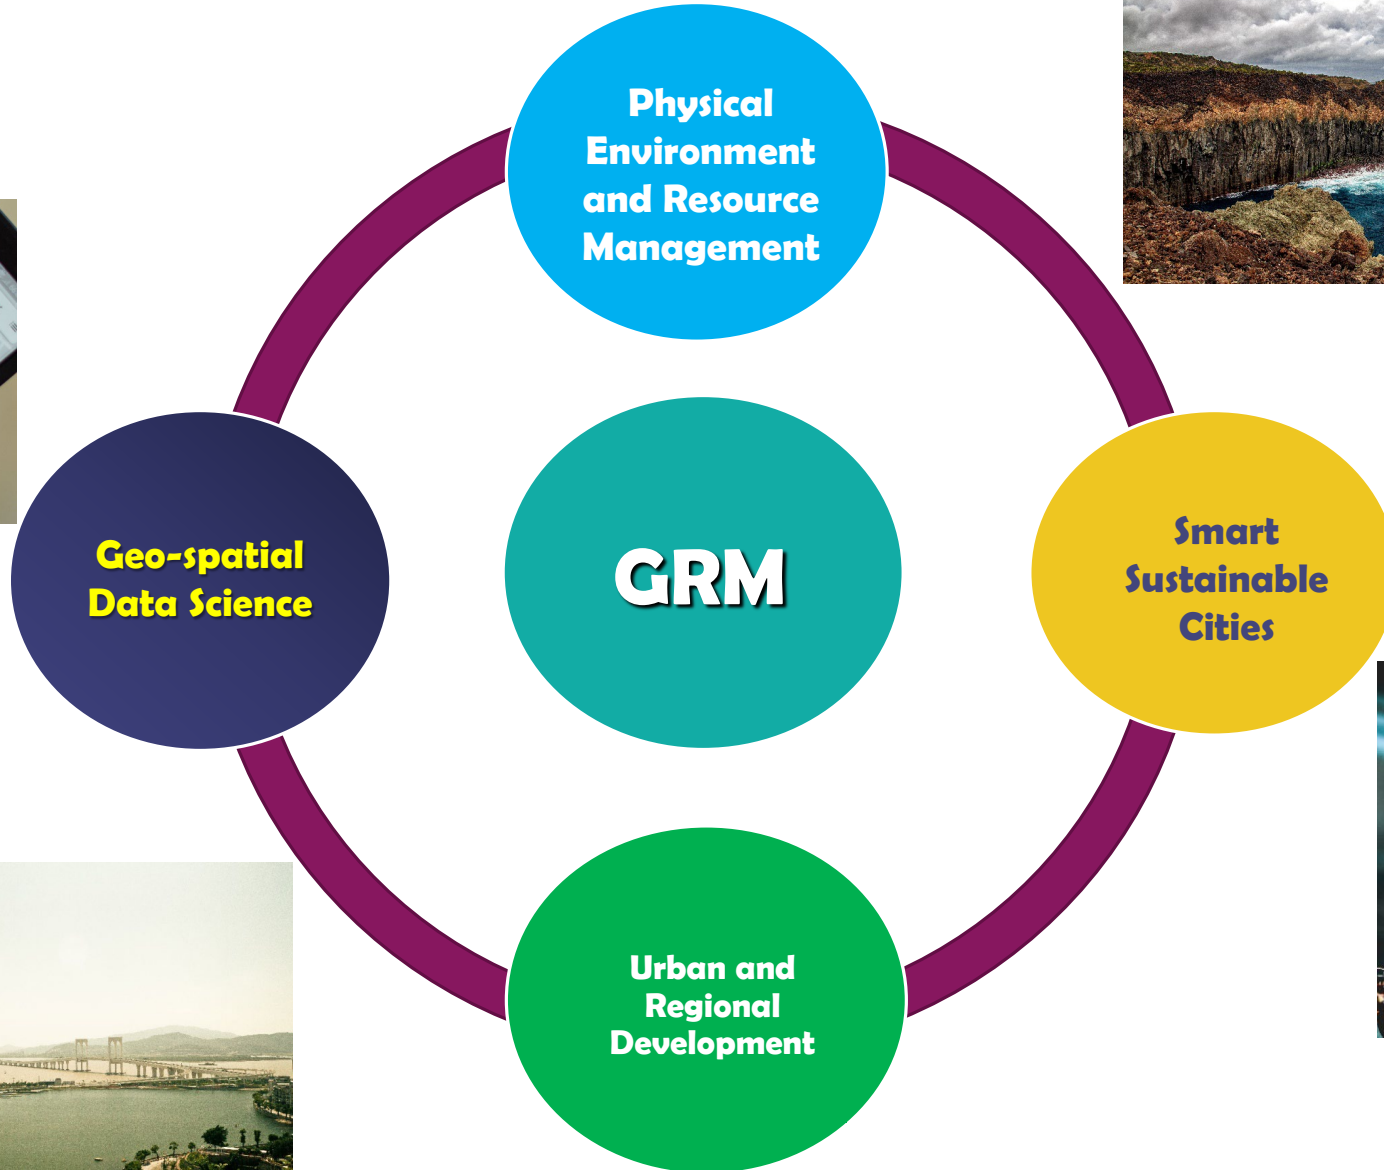 Physical
Environment
and Resource
Management
Geo-spatial
Data Science
GRM
Smart
Sustainable
Cities
Urban and
Regional
Development